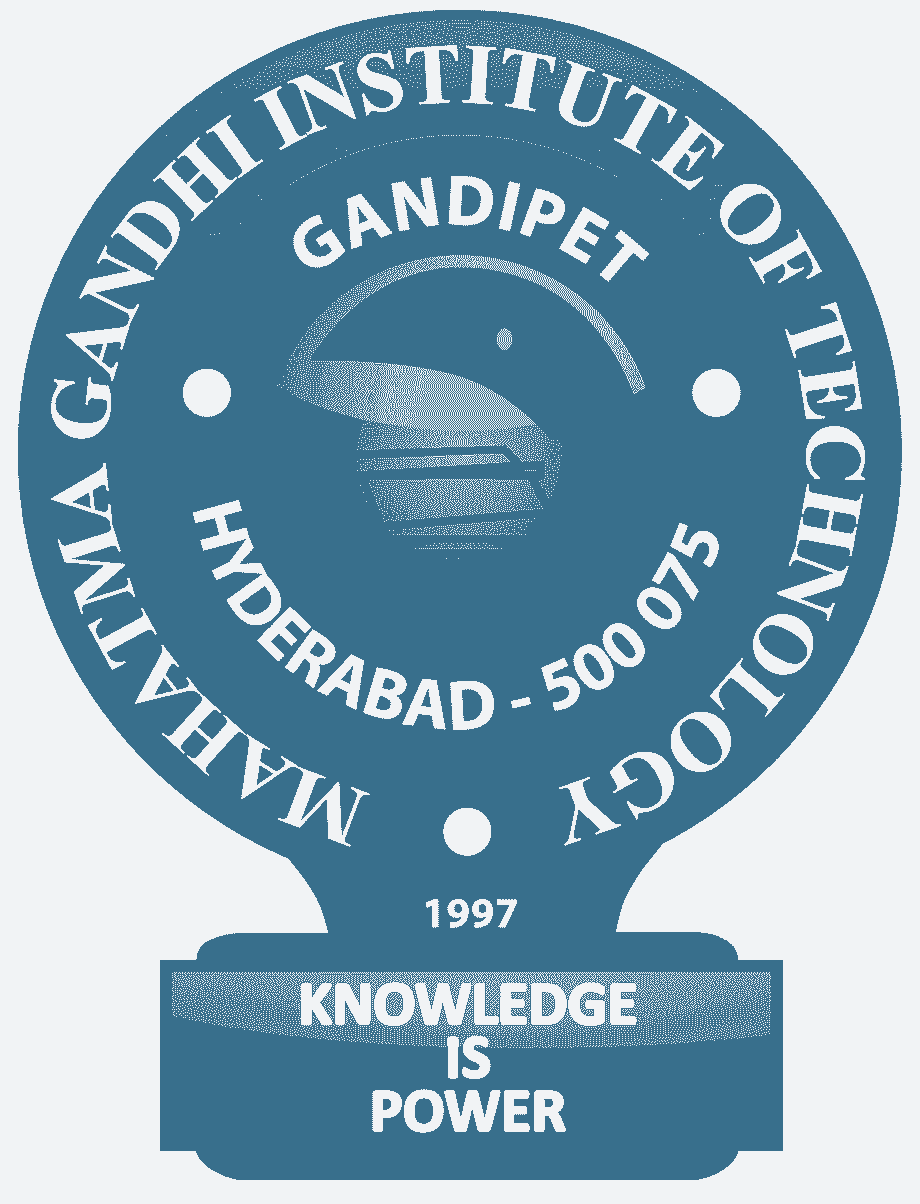 MAHATMA GANDHI INSTITUTE OF TECHNOLOGY
GANDIPET
HYDERABAD - 500 075
1997
KNOWLEDGE
IS
POWER